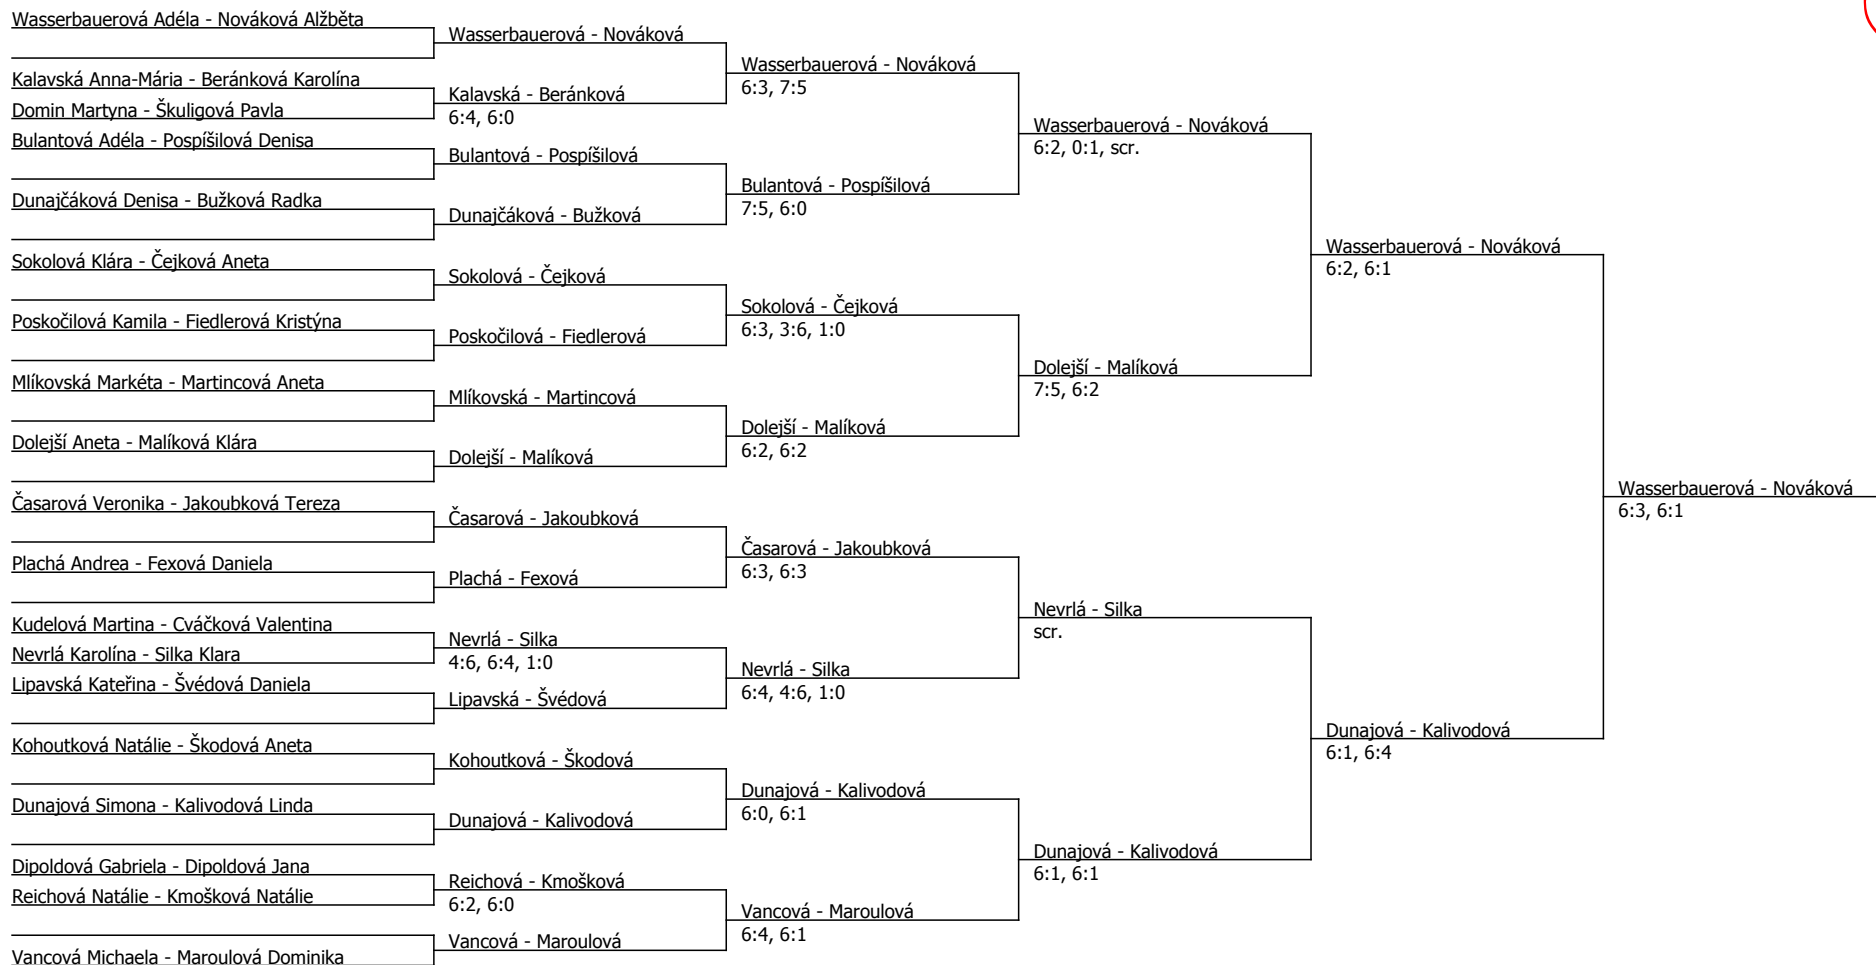 Wasserbauerová Adéla - Nováková Alžběta
Kalavská Anna-Mária - Beránková Karolína
Domin Martyna - Škuligová Pavla
Bulantová Adéla - Pospíšilová Denisa
Dunajčáková Denisa - Bužková Radka
Sokolová Klára - Čejková Aneta
Poskočilová Kamila - Fiedlerová Kristýna
Mlíkovská Markéta - Martincová Aneta
Dolejší Aneta - Malíková Klára
Časarová Veronika - Jakoubková Tereza
Plachá Andrea - Fexová Daniela
Kudelová Martina - Cváčková Valentina
Nevrlá Karolína - Silka Klara
Lipavská Kateřina - Švédová Daniela
Kohoutková Natálie - Škodová Aneta
Dunajová Simona - Kalivodová Linda
Dipoldová Gabriela - Dipoldová Jana
Reichová Natálie - Kmošková Natálie
Vancová Michaela - Maroulová Dominika
Wasserbauerová - Nováková
Kalavská - Beránková
6:4, 6:0
Bulantová - Pospíšilová
Dunajčáková - Bužková
Sokolová - Čejková
Poskočilová - Fiedlerová
Mlíkovská - Martincová
Dolejší - Malíková
Časarová - Jakoubková
Plachá - Fexová
Nevrlá - Silka
4:6, 6:4, 1:0
Lipavská - Švédová
Kohoutková - Škodová
Dunajová - Kalivodová
Reichová - Kmošková
6:2, 6:0
Vancová - Maroulová
Wasserbauerová - Nováková
6:3, 7:5
Bulantová - Pospíšilová
7:5, 6:0
Sokolová - Čejková
6:3, 3:6, 1:0
Dolejší - Malíková
6:2, 6:2
Časarová - Jakoubková
6:3, 6:3
Nevrlá - Silka
6:4, 4:6, 1:0
Dunajová - Kalivodová
6:0, 6:1
Vancová - Maroulová
6:4, 6:1
Wasserbauerová - Nováková
6:2, 0:1, scr.
Dolejší - Malíková
7:5, 6:2
Nevrlá - Silka
scr.
Dunajová - Kalivodová
6:1, 6:1
Wasserbauerová - Nováková
6:2, 6:1
Dunajová - Kalivodová
6:1, 6:4
Wasserbauerová - Nováková
6:3, 6:1